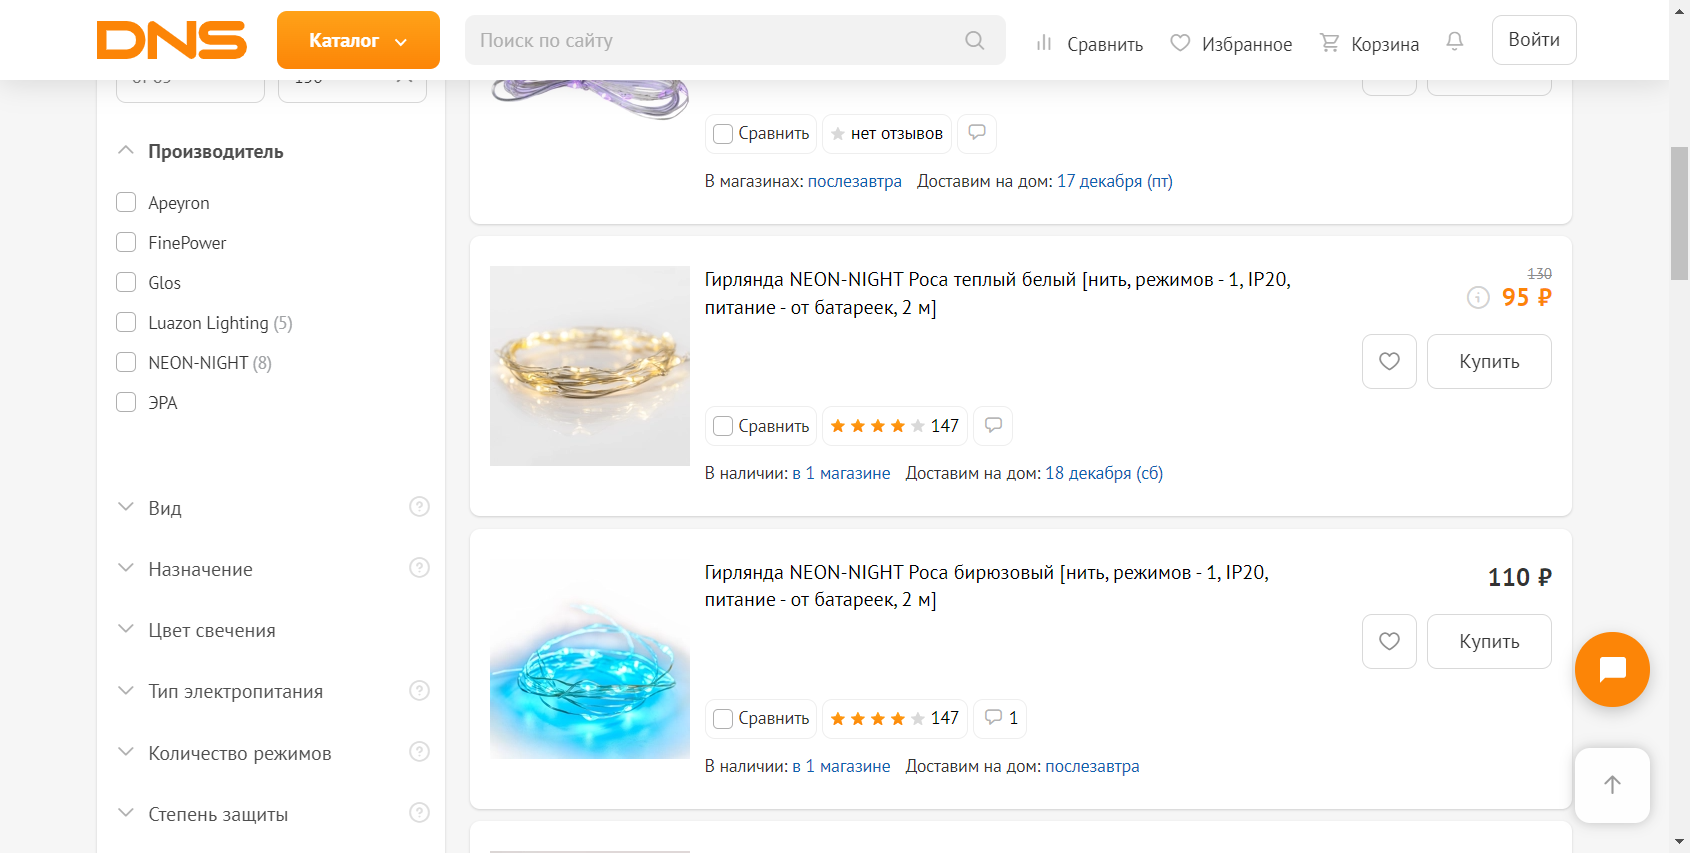 DNS
Каталог
Поиск по сайту
Сравнить
Избранное
Корзина
Войти
Производитель
Apeyron
FinePower
Glos
Luazon Lighting (5)
NEON-NIGHT (8)
ЭРА
Вид
Назначение
Цвет свечения
Тип электропитания
Количество режимов
Степень защиты
Сравнить
нет отзывов
В магазинах: послезавтра Доставим на дом: 17 декабря (пт)
Гирлянда NEON-NIGHT Роса теплый белый [нить, режимов - 1, IP20,
питание - от батареек, 2 м]
130
95 ₽
Купить
Сравнить
147
В наличии: в 1 магазине Доставим на дом: 18 декабря (сб)
Гирлянда NEON-NIGHT Роса бирюзовый [нить, режимов - 1, IP20,
питание - от батареек, 2 м]
110 ₽
Купить
Сравнить
147
1
В наличии: в 1 магазине Доставим на дом: послезавтра